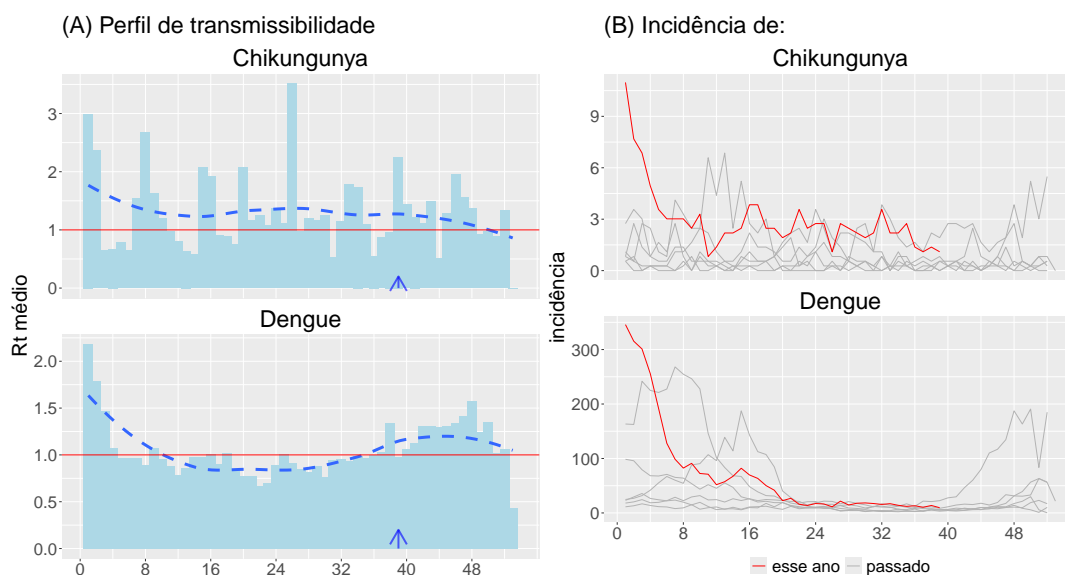 (A) Perfil de transmissibilidade
Chikungunya
3
2
1
0
Dengue
2.0
1.5
1.0
0.5
0.0
0 8 16 24 32 40 48
Rt médio
(B) Incidência de:
Chikungunya
9
6
3
0
Dengue
300
200
100
0
0 8 16 24 32 40 48
incidência
esse ano passado